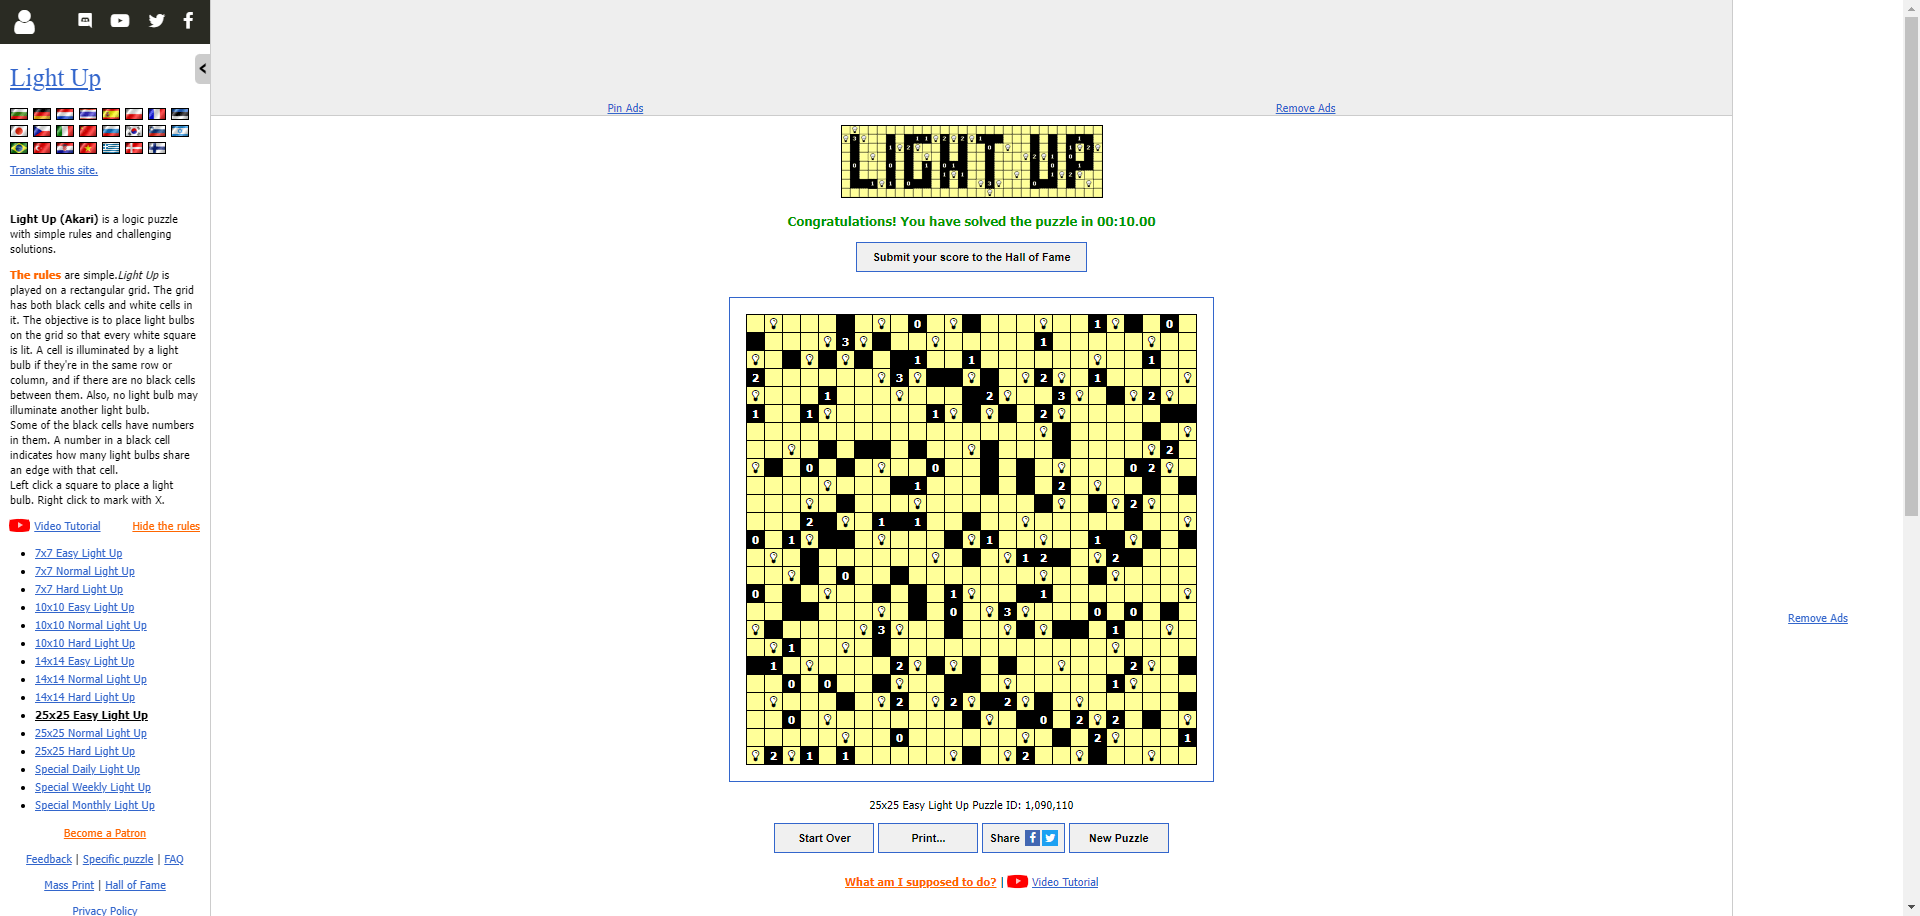 Light Up
Translate this site.
Light Up (Akari) is a logic puzzle
with simple rules and challenging
solutions.
The rules are simple.Light Up is
played on a rectangular grid. The grid
has both black cells and white cells in
it. The objective is to place light bulbs
on the grid so that every white square
is lit. A cell is illuminated by a light
bulb if they're in the same row or
column, and if there are no black cells
between them. Also, no light bulb may
illuminate another light bulb.
Some of the black cells have numbers
in them. A number in a black cell
indicates how many light bulbs share
an edge with that cell.
Left click a square to place a light
bulb. Right click to mark with X.
Video Tutorial Hide the rules
7x7 Easy Light Up
7x7 Normal Light Up
7x7 Hard Light Up
10x10 Easy Light Up
10x10 Normal Light Up
10x10 Hard Light Up
14x14 Easy Light Up
14x14 Normal Light Up
14x14 Hard Light Up
25x25 Easy Light Up
25x25 Normal Light Up
25x25 Hard Light Up
Special Daily Light Up
Special Weekly Light Up
Special Monthly Light Up
Become a Patron
Feedback | Specific puzzle | FAQ
Mass Print | Hall of Fame
Privacy Policy
Pin Ads Remove Ads
LIGHT UP
Congratulations! You have solved the puzzle in 00:10.00
Submit your score to the Hall of Fame
0 1 0
3 1
1 1 1
2 3 2 1
1 2 3 2
1 1 1 2
2
0 0 0 2
1 2
2
2 1 1
0 1 1 1
1 2 2
0
0 1 1
0 3 0 0
3 1
1
1 2 2
0 0 1
2 2 2
0 0 2 2
0 2 1
2 1 1 2
25x25 Easy Light Up Puzzle ID: 1,090,110
Start Over Print... Share New Puzzle
What am I supposed to do? | Video Tutorial
Remove Ads